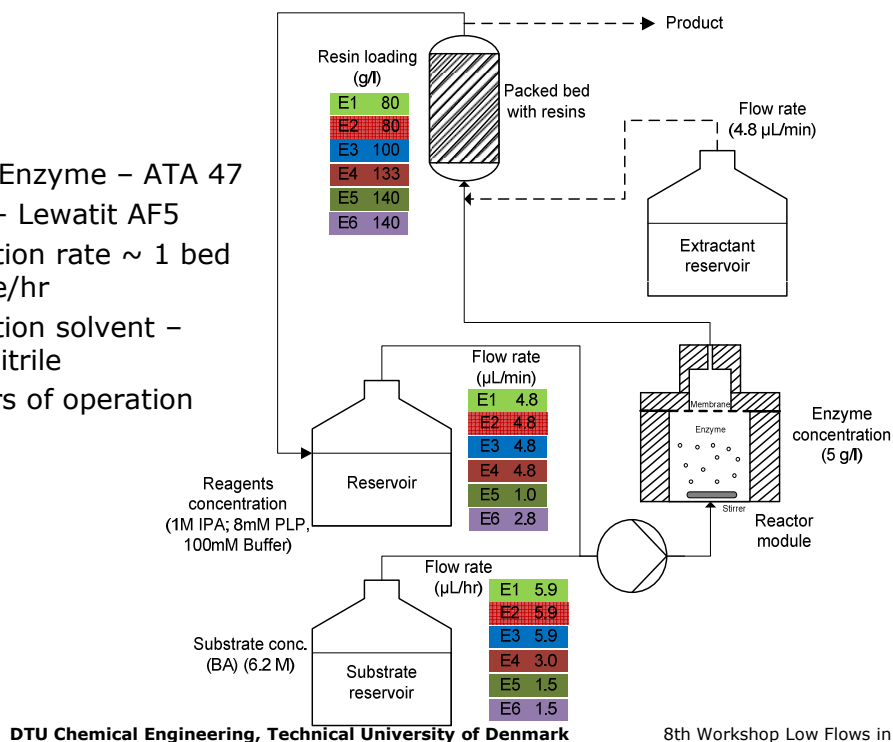 Product
Resin loading
(g/l)
E1 80
E2 80
E3 100
E4 133
E5 140
E6 140
Packed bed
with resins
Flow rate
(4.8 µL/min)
Extractant
reservoir
Enzyme – ATA 47
- Lewatit AF5
tion rate ~ 1 bed
e/hr
tion solvent –
nitrile
rs of operation
Flow rate
(µL/min)
E1 4.8
E2 4.8
E3 4.8
E4 4.8
E5 1.0
E6 2.8
Membrane
Enzyme
Stirrer
Enzyme
concentration
(5 g/l)
Reactor
module
Reagents
concentration
(1M IPA; 8mM PLP,
100mM Buffer)
Reservoir
Flow rate
(µL/hr)
E1 5.9
E2 5.9
E3 5.9
E4 3.0
E5 1.5
E6 1.5
Substrate conc.
(BA) (6.2 M)
Substrate
reservoir
DTU Chemical Engineering, Technical University of Denmark
8th Workshop Low Flows in